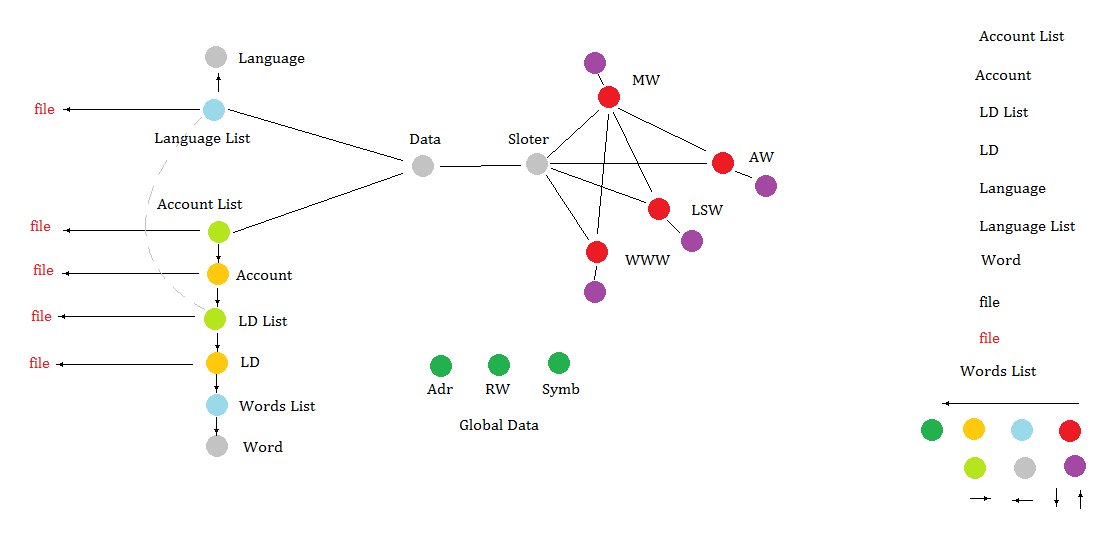 Language
file
Language List
Account List
file
file
Account
file
LD List
file
LD
Words List
Word
Data
Sloter
MW
AW
LSW
WWW
Adr
RW
Symb
Global Data
Account List
Account
LD List
LD
Language
Language List
Word
file
file
Words List